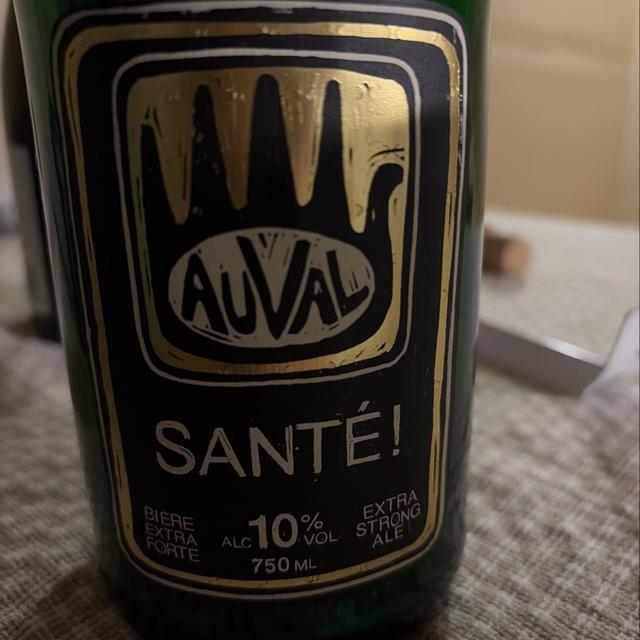 AUVAL
SANTÉ!
BIERE
EXTRA
FORTE
ALC 10% VOL
750 ML
EXTRA
STRONG
ALE